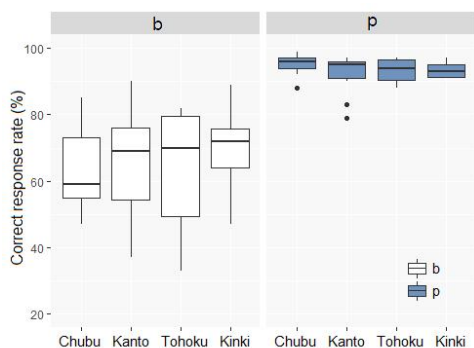 b
p
Correct response rate (%)
100
80
60
40
20
Chubu Kanto Tohoku Kinki
Chubu Kanto Tohoku Kinki
b
p